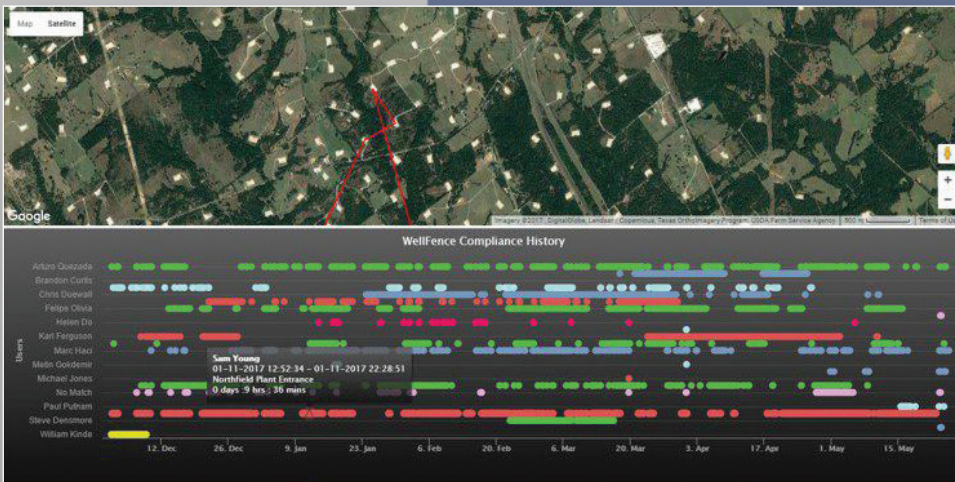 Map Satellite
Google
Imagery ©2017, DigitalGlobe, Landsat / Copernicus, Texas Orthoimagery Program, USDA Farm Service Agency
500 m
Terms of Us
WellFence Compliance History
Users
Arturo Quezada
Brandon Curtis
Chris Duewall
Felipe Olivia
Helen Do
Karl Ferguson
Marc Haci
Metin Gokdemir
Michael Jones
No Match
Paul Putnam
Steve Densmore
William Kinde
Sam Young
01-11-2017 12:52:34 - 01-11-2017 22:28:51
Northfield Plant Entrance
0 days :9 hrs : 36 mins
12. Dec 26. Dec 9. Jan 23. Jan 6. Feb 20. Feb 6. Mar 20. Mar 3. Apr 17. Apr 1. May 15. May